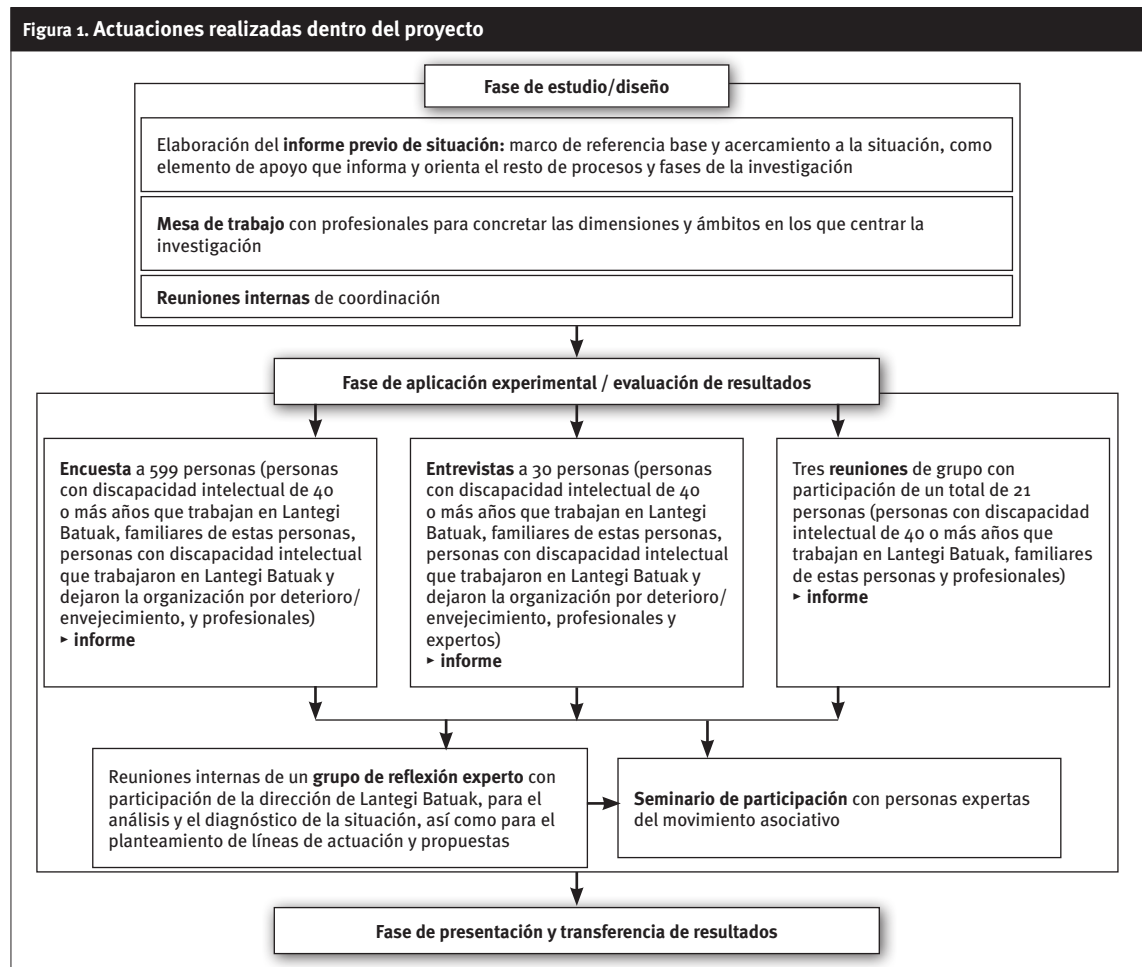 Figura 1. Actuaciones realizadas dentro del proyecto
Fase de estudio/diseño
Elaboración del informe previo de situación: marco de referencia base y acercamiento a la situación, como
elemento de apoyo que informa y orienta el resto de procesos y fases de la investigación
Mesa de trabajo con profesionales para concretar las dimensiones y ámbitos en los que centrar la
investigación
Reuniones internas de coordinación
Fase de aplicación experimental / evaluación de resultados
Encuesta a 599 personas (personas
con discapacidad intelectual de 40
o más años que trabajan en Lantegi
Batuak, familiares de estas personas,
personas con discapacidad intelectual
que trabajaron en Lantegi Batuak y
dejaron la organización por deterioro/
envejecimiento, y profesionales)
► informe
Entrevistas a 30 personas (personas
con discapacidad intelectual de 40
o más años que trabajan en Lantegi
Batuak, familiares de estas personas,
personas con discapacidad intelectual
que trabajaron en Lantegi Batuak y
dejaron la organización por deterioro/
envejecimiento, profesionales y
expertos)
► informe
Tres reuniones de grupo con
participación de un total de 21
personas (personas con discapacidad
intelectual de 40 o más años que
trabajan en Lantegi Batuak, familiares
de estas personas y profesionales)
► informe
Reuniones internas de un grupo de reflexión experto con
participación de la dirección de Lantegi Batuak, para el
análisis y el diagnóstico de la situación, así como para el
planteamiento de líneas de actuación y propuestas
Seminario de participación con personas expertas
del movimiento asociativo
Fase de presentación y transferencia de resultados